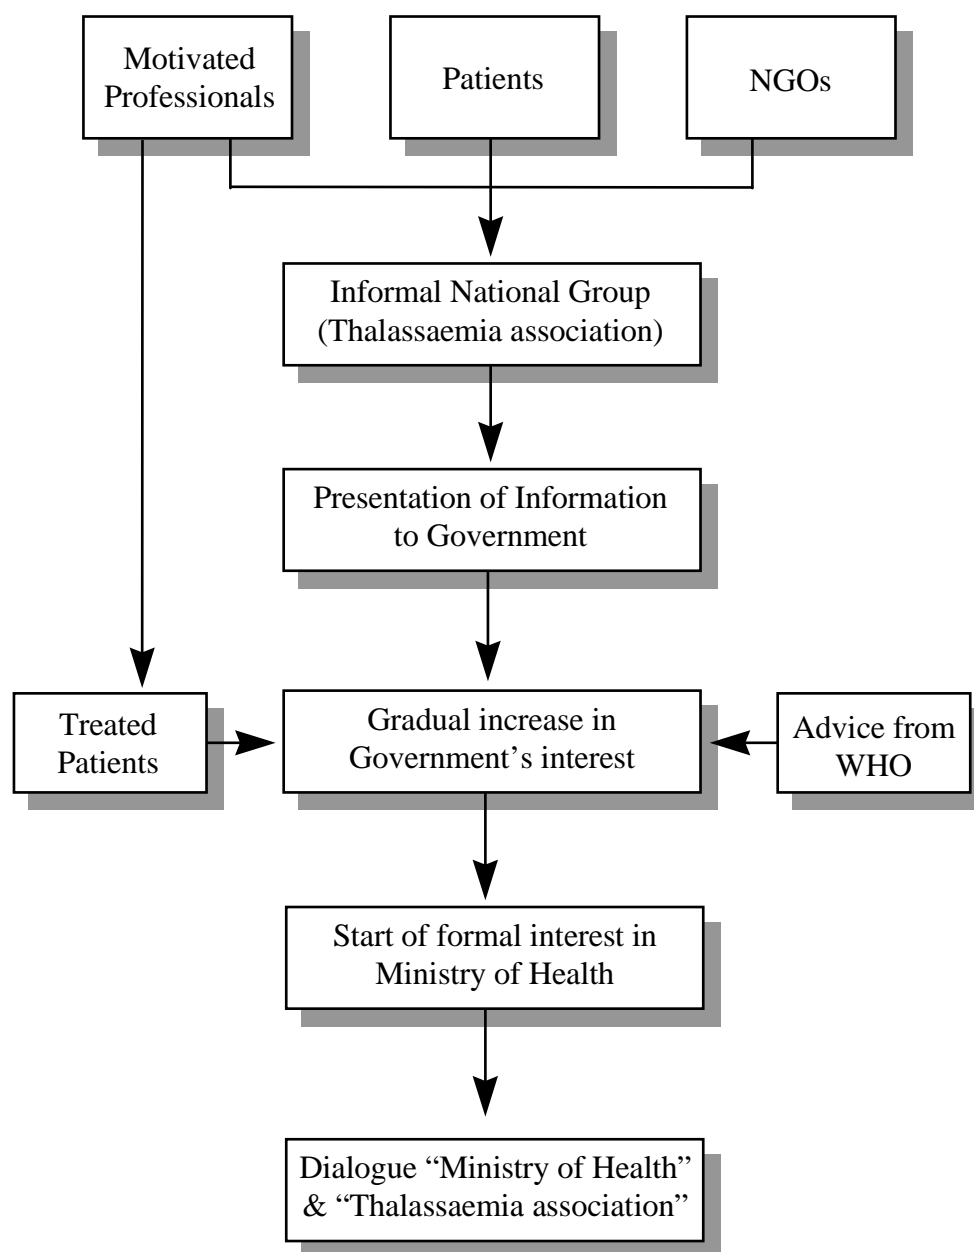 Motivated
Professionals
Patients
NGOs
Informal National Group
(Thalassaemia association)
Presentation of Information
to Government
Treated
Patients
Gradual increase in
Government’s interest
Advice from
WHO
Start of formal interest in
Ministry of Health
Dialogue “Ministry of Health”
& “Thalassaemia association”